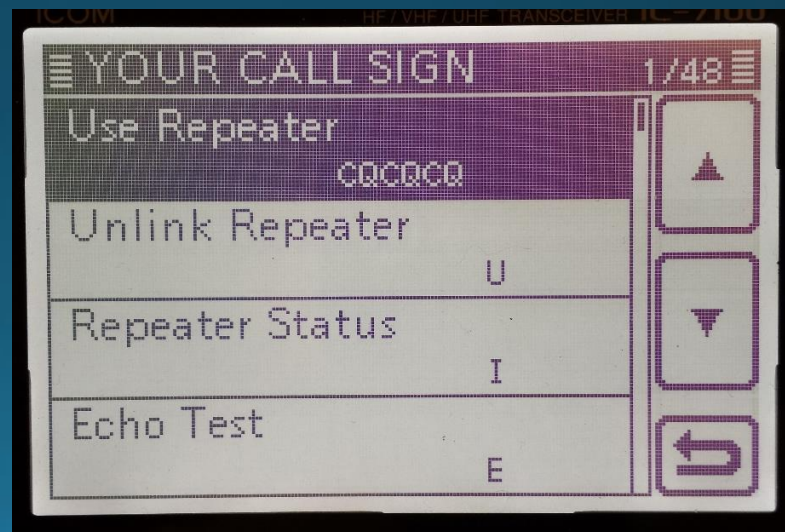 ICOM
HF/VHF/UHF TRANSCEIVER IC-7100
YOUR CALL SIGN 1/48
Use Repeater
CQCQCQ
Unlink Repeater
U
Repeater Status
I
Echo Test
E